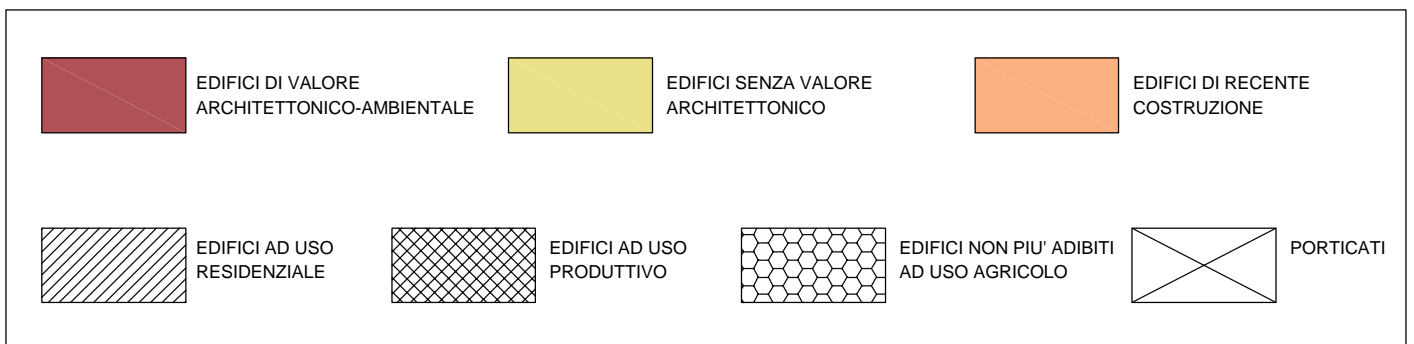 EDIFICI DI VALORE
ARCHITETTONICO-AMBIENTALE
EDIFICI SENZA VALORE
ARCHITETTONICO
EDIFICI DI RECENTE
COSTRUZIONE
EDIFICI AD USO
RESIDENZIALE
EDIFICI AD USO
PRODUTTIVO
EDIFICI NON PIU' ADIBITI
AD USO AGRICOLO
PORTICATI